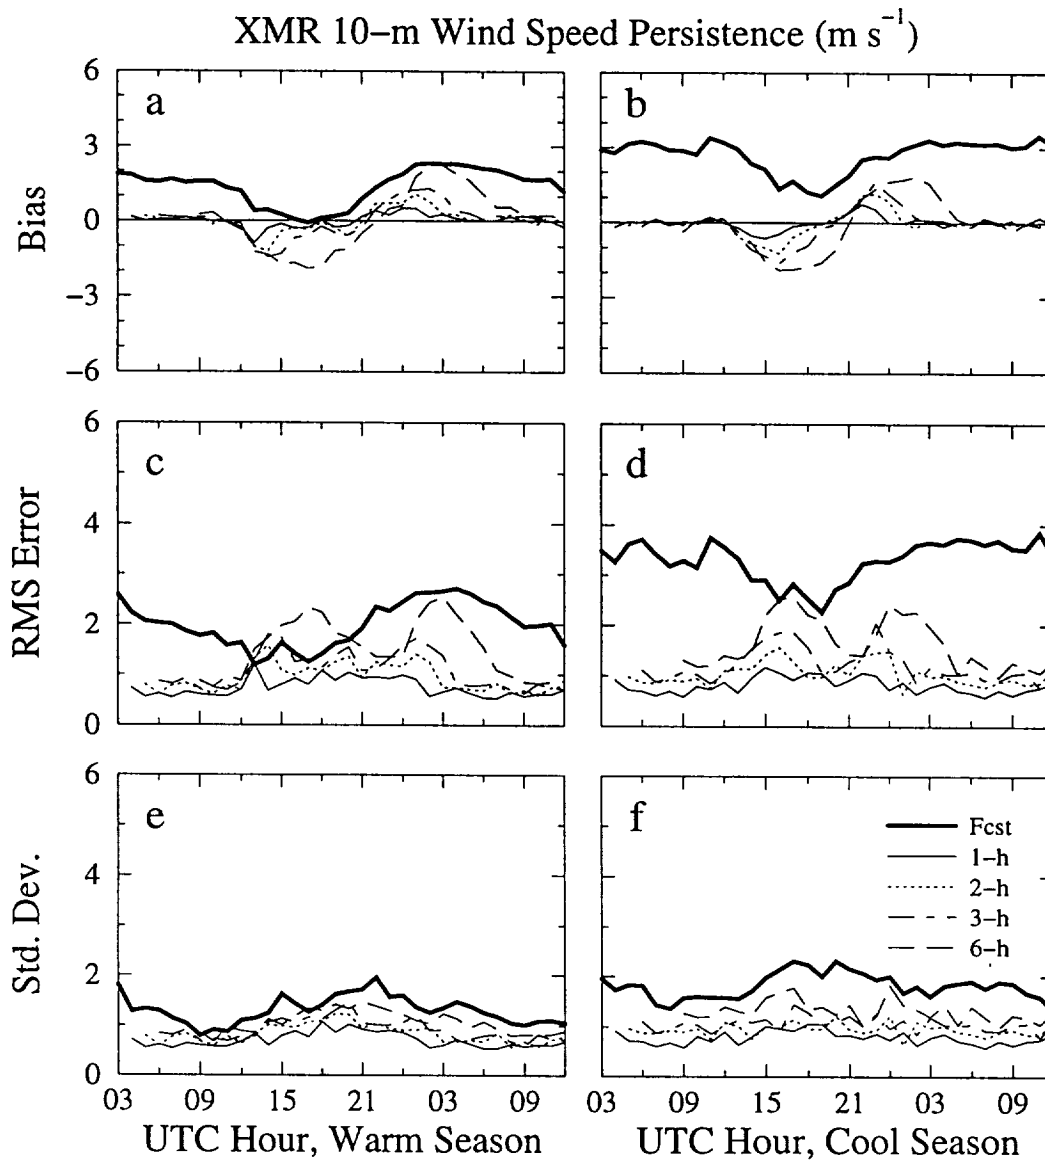 XMR 10–m Wind Speed Persistence (m s⁻¹)
6
3
0
−3
−6
Bias
a
b
6
4
2
0
RMS Error
c
d
6
4
2
0
Std. Dev.
e
f
Fcst
1–h
2–h
3–h
6–h
03 09 15 21 03 09
03 09 15 21 03 09
UTC Hour, Warm Season
UTC Hour, Cool Season